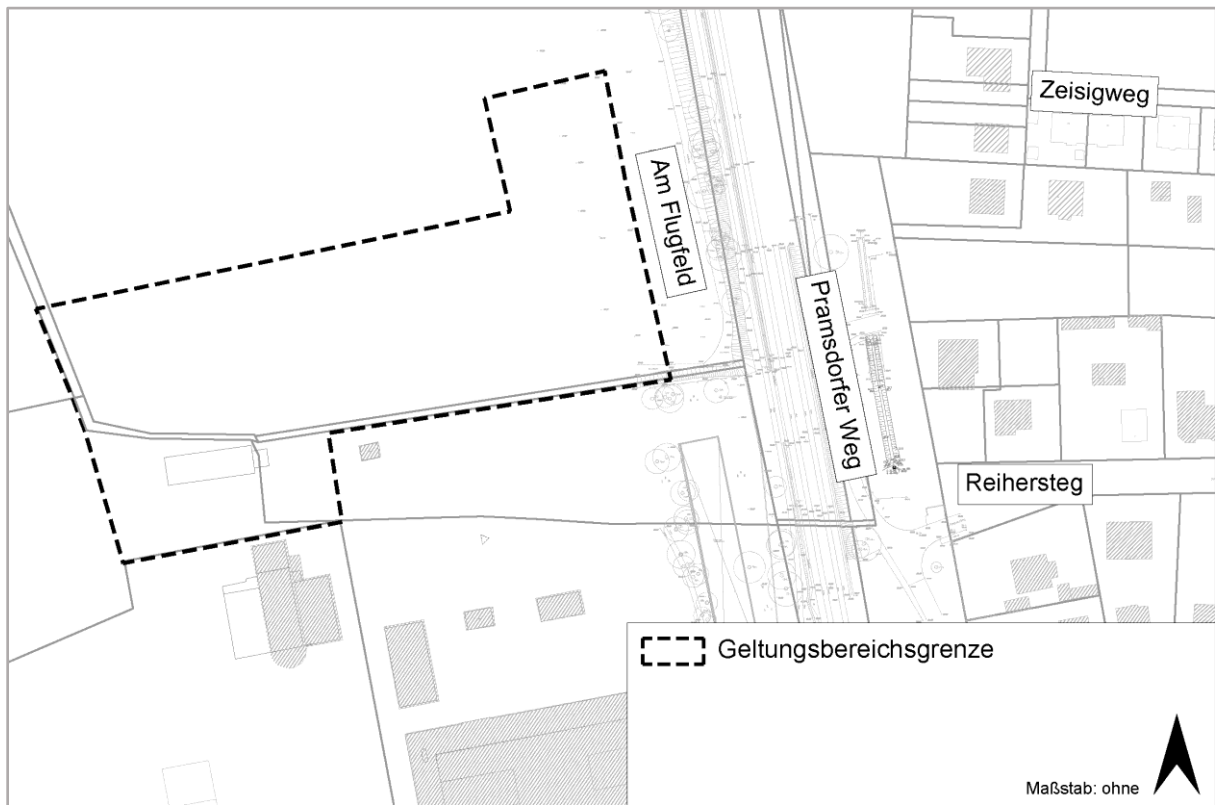 Zeisigweg
Am Flugfeld
Pramsdorfer Weg
Reihersteg
Geltungsbereichsgrenze
Maßstab: ohne